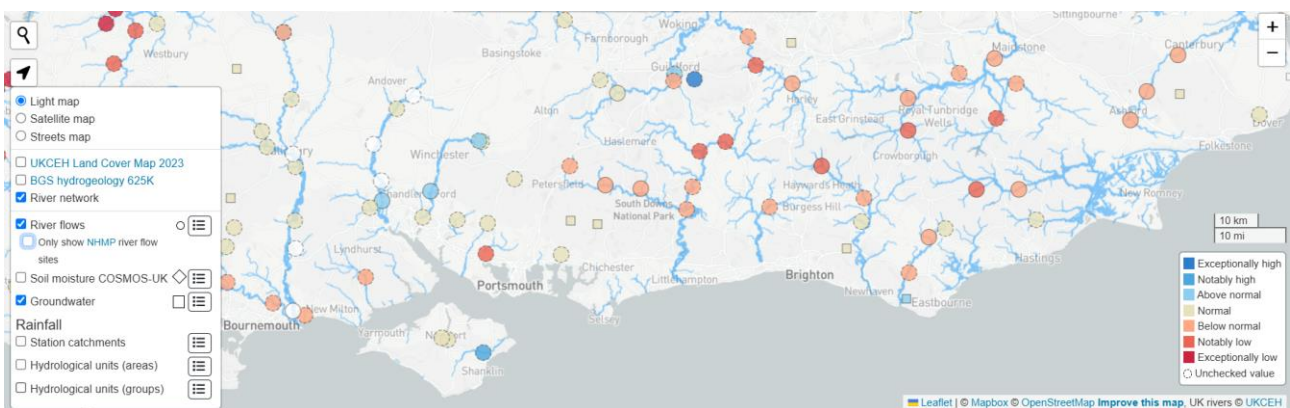 Woking
Sittingbourne
Farnborough
Basingstoke
Westbury
Maidstone
Canterbury
Guildford
Andover
Alton
Horley
East Grinstead
Royal Tunbridge
Wells
Ashford
Dover
Haslemere
Winchester
Crowborough
Folkestone
Petersfield
Chandler's Ford
Haywards Heath
South Downs
National Park
Burgess Hill
New Romney
Lyndhurst
Chichester
Littlehampton
Brighton
Hastings
Portsmouth
Newhaven
Eastbourne
New Milton
Bournemouth
Selsey
Yarmouth
Newport
Shanklin
+
−
Light map
Satellite map
Streets map
UKCEH Land Cover Map 2023
BGS hydrogeology 625K
River network
River flows
Only show NHMP river flow
sites
Soil moisture COSMOS-UK
Groundwater
Rainfall
Station catchments
Hydrological units (areas)
Hydrological units (groups)
10 km
10 mi
Exceptionally high
Notably high
Above normal
Normal
Below normal
Notably low
Exceptionally low
Unchecked value
Leaflet | © Mapbox © OpenStreetMap Improve this map, UK rivers © UKCEH